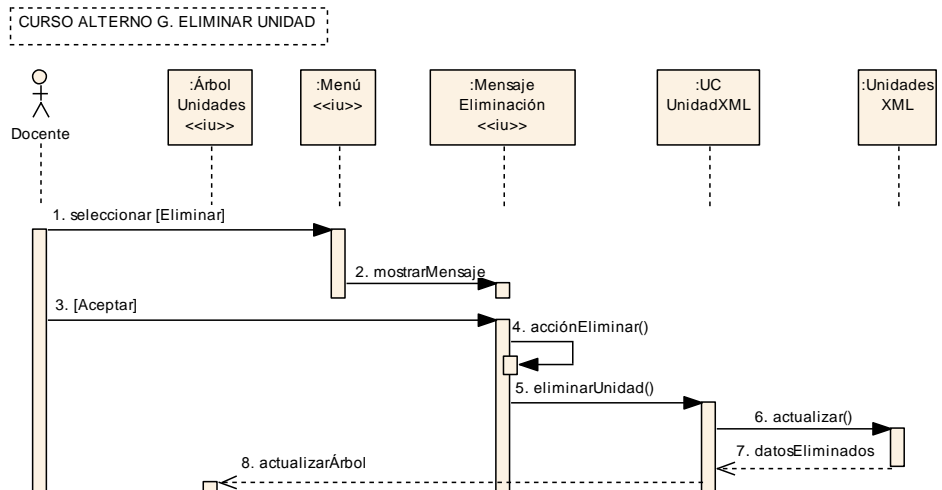 CURSO ALTERNO G. ELIMINAR UNIDAD
Docente
:Árbol
Unidades
<<iu>>
:Menú
<<iu>>
:Mensaje
Eliminación
<<iu>>
:UC
UnidadXML
:Unidades
XML
1. seleccionar [Eliminar]
2. mostrarMensaje
3. [Aceptar]
4. acciónEliminar()
5. eliminarUnidad()
6. actualizar()
7. datosEliminados
8. actualizarÁrbol